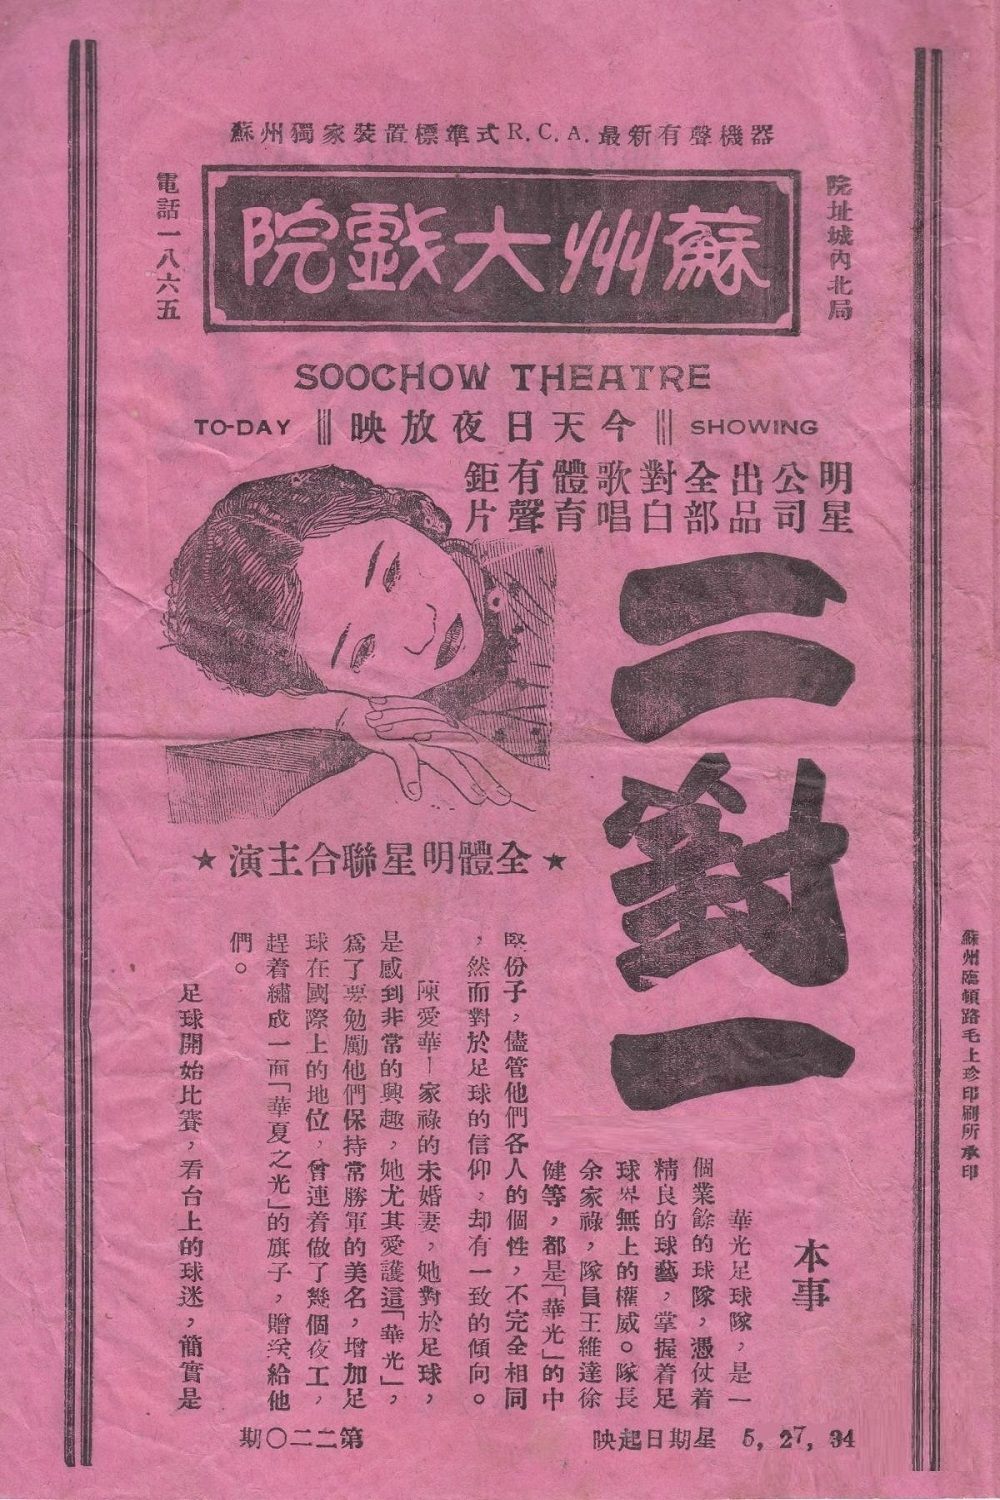 蘇州獨家裝置標準式R.C.A.最新有聲機器
院址城內北局
蘇州大戲院
電話一八六五
SOOCHOW THEATRE
TO-DAY 映放夜日天今 SHOWING
明星公司出品全部對白歌唱體育有聲鉅片
二對一
★演主合聯星明體全★
本事
華光足球隊，是一
個業餘的球隊，憑仗着
精良的球藝，掌握着足
球界無上的權威。隊長
余家祿，隊員王維達徐
健等，都是「華光」的中
堅份子，儘管他們各人的個性，不完全相同
，然而對於足球的信仰，却有一致的傾向。
陳愛華—家祿的未婚妻，她對於足球，
是感到非常的興趣，她尤其愛護這「華光」，
爲了要勉勵他們保持常勝軍的美名，增加足
球在國際上的地位，曾連着做了幾個夜工，
趕着繡成一面「華夏之光」的旗子，贈送給他
們。
足球開始比賽，看台上的球迷，簡實是
期〇二二第
映起日期星 5, 27, 34
蘇州臨頓路毛上珍印刷所承印